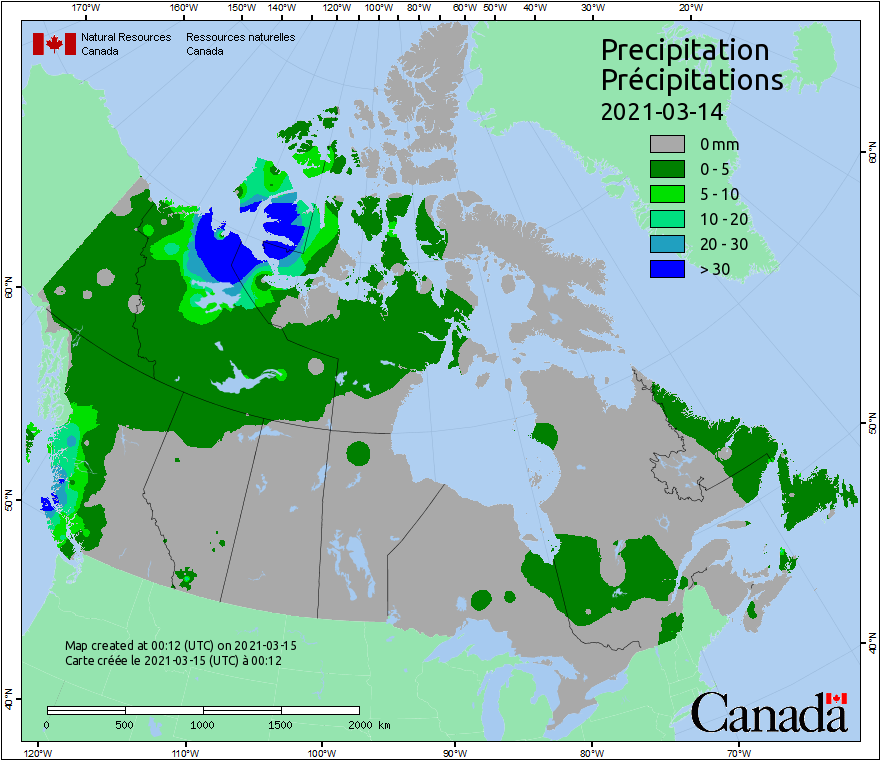 170°W 160°W 150°W 140°W 120°W 100°W 80°W 60°W 50°W 40°W 30°W 20°W
Natural Resources Ressources naturelles
Canada Canada
Precipitation
Précipitations
2021-03-14
0 mm
0 - 5
5 - 10
10 - 20
20 - 30
> 30
60°N
50°N
40°N
60°N
50°N
40°N
Map created at 00:12 (UTC) on 2021-03-15
Carte créée le 2021-03-15 (UTC) à 00:12
0 500 1000 1500 2000 km
Canada
120°W 110°W 100°W 90°W 80°W 70°W